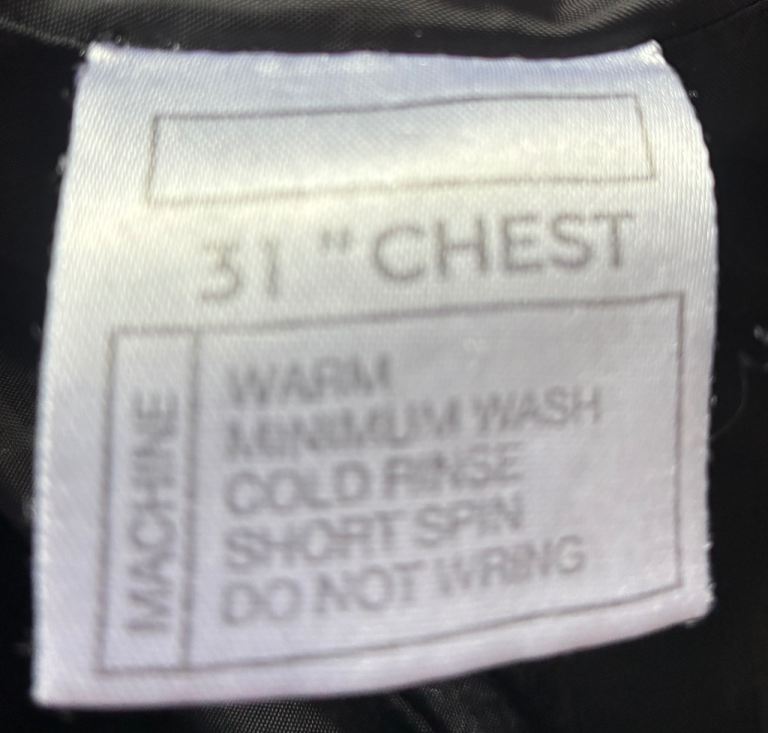 31" CHEST
MACHINE
WARM
MINIMUM WASH
COLD RINSE
SHORT SPIN
DO NOT WRING